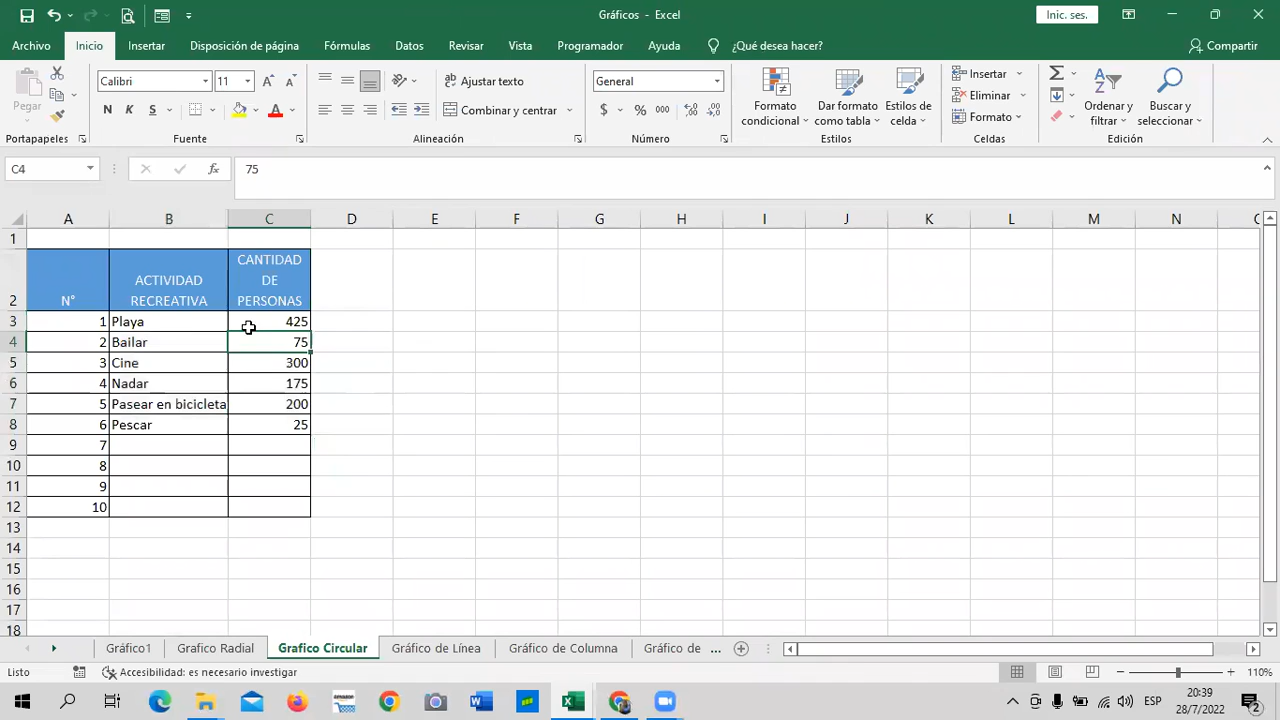 Gráficos - Excel
Inic. ses.
Archivo Inicio Insertar Disposición de página Fórmulas Datos Revisar Vista Programador Ayuda ¿Qué desea hacer? Compartir
Pegar
Calibri 11
N K S
Ajustar texto
Combinar y centrar
General
$ % 000
Formato condicional
Dar formato como tabla
Estilos de celda
Insertar
Eliminar
Formato
Ordenar y filtrar
Buscar y seleccionar
Portapapeles Fuente Alineación Número Estilos Celdas Edición
C4 fx 75
A B C D E F G H I J K L M N
1
2 N° ACTIVIDAD RECREATIVA CANTIDAD DE PERSONAS
3 1 Playa 425
4 2 Bailar 75
5 3 Cine 300
6 4 Nadar 175
7 5 Pasear en bicicleta 200
8 6 Pescar 25
9 7
10 8
11 9
12 10
13
14
15
16
17
18
Gráfico1 Grafico Radial Grafico Circular Gráfico de Línea Gráfico de Columna Gráfico de ...
Listo Accesibilidad: es necesario investigar 110%
ESP 20:39
28/7/2022 2